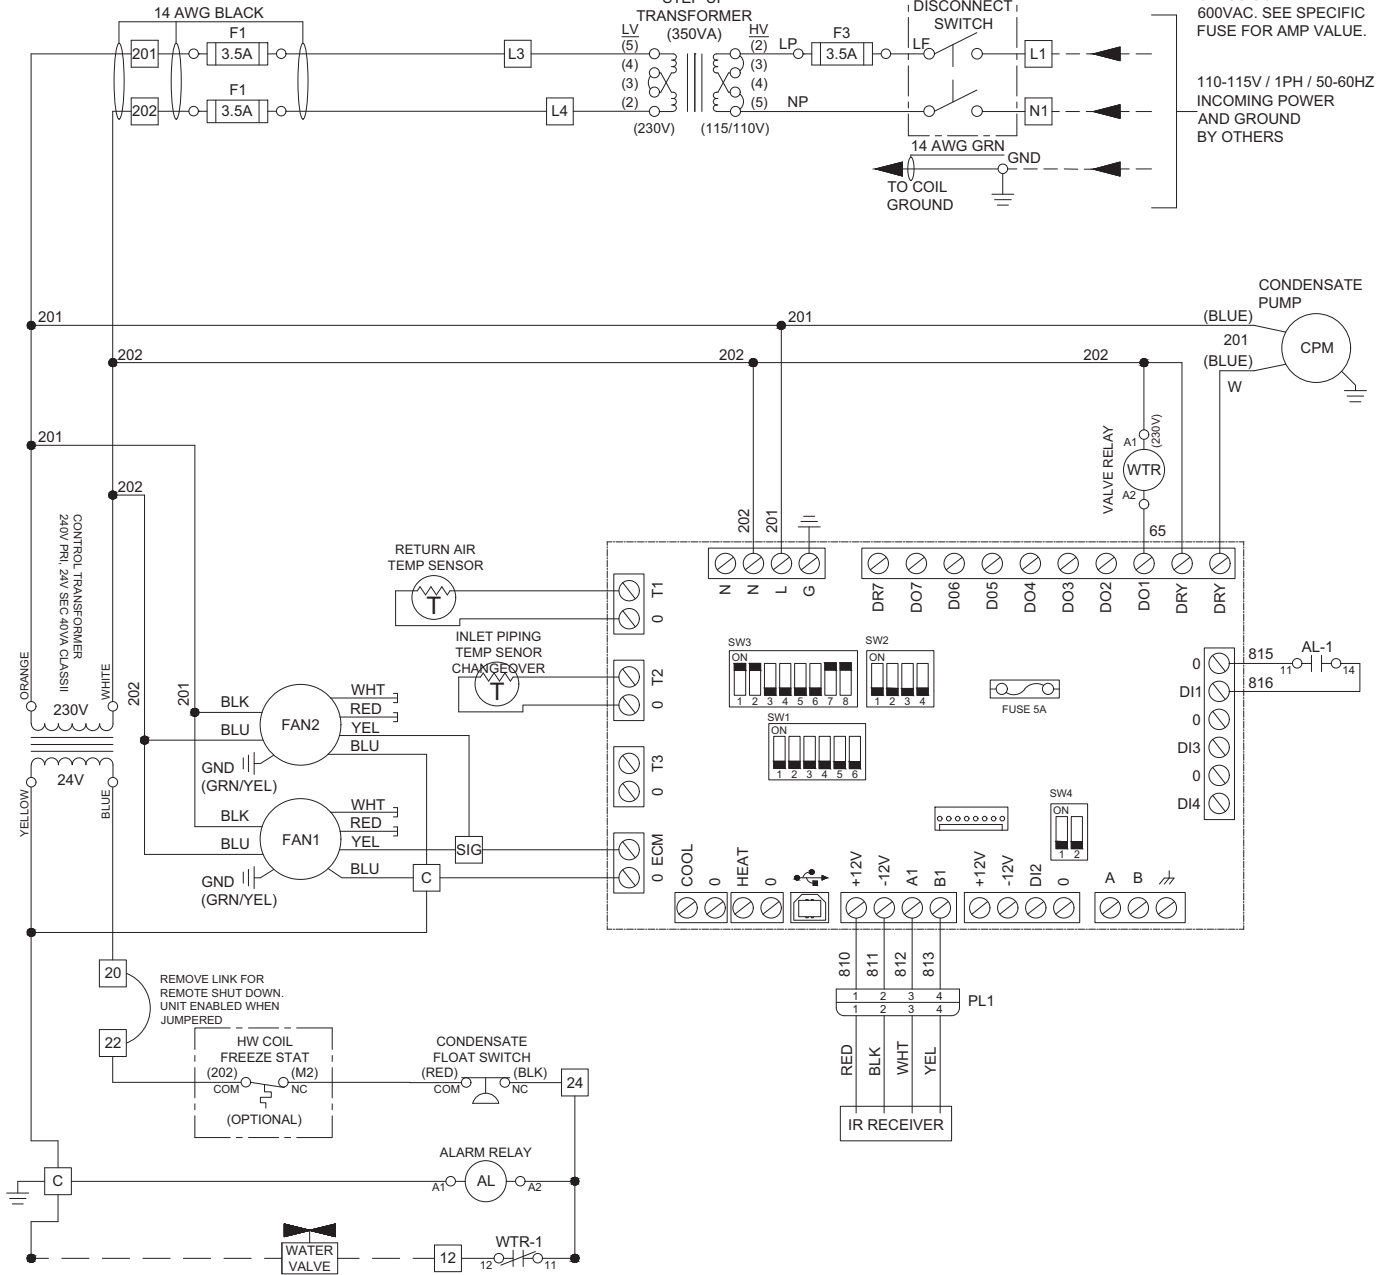 14 AWG BLACK
201
F1
3.5A
202
F1
3.5A
L3
L4
TRANSFORMER
(350VA)
LV
(5)
(4)
(3)
(2)
(230V)
HV
(2)
(3)
(4)
(5)
(115/110V)
LP
F3
3.5A
LF
NP
DISCONNECT
SWITCH
L1
N1
14 AWG GRN
GND
TO COIL
GROUND
600VAC. SEE SPECIFIC
FUSE FOR AMP VALUE.
110-115V / 1PH / 50-60HZ
INCOMING POWER
AND GROUND
BY OTHERS
201
201
(BLUE)
201
(BLUE)
W
CONDENSATE
PUMP
CPM
202
202
202
201
202
VALVE RELAY
A1
(230V)
WTR
A2
65
202
201
CONTROL TRANSFORMER
240V PRI, 24V SEC 40VA CLASSII
ORANGE
WHITE
230V
24V
YELLOW
BLUE
202
201
RETURN AIR
TEMP SENSOR
T
INLET PIPING
TEMP SENOR
CHANGEOVER
T
BLK
BLU
GND
(GRN/YEL)
FAN2
WHT
RED
YEL
BLU
BLK
BLU
GND
(GRN/YEL)
FAN1
WHT
RED
YEL
BLU
SIG
C
T1
0
T2
0
T3
0
ECM
0
N
N
L
G
DR7
DO7
D06
D05
DO4
DO3
DO2
DO1
DRY
DRY
SW3
ON
1 2 3 4 5 6 7 8
SW2
ON
1 2 3 4
SW1
ON
1 2 3 4 5 6
FUSE 5A
SW4
ON
1 2
0
DI1
0
DI3
0
DI4
815
816
AL-1
11
14
COOL
0
HEAT
0
+12V
-12V
A1
B1
+12V
-12V
DI2
0
A
B
810
811
812
813
1 2 3 4
1 2 3 4
PL1
RED
BLK
WHT
YEL
IR RECEIVER
20
22
REMOVE LINK FOR
REMOTE SHUT DOWN.
UNIT ENABLED WHEN
JUMPERED
HW COIL
FREEZE STAT
(202)
(M2)
COM
NC
(OPTIONAL)
CONDENSATE
FLOAT SWITCH
(RED)
(BLK)
COM
NC
24
ALARM RELAY
A1
AL
A2
C
WATER
VALVE
12
WTR-1
12
11